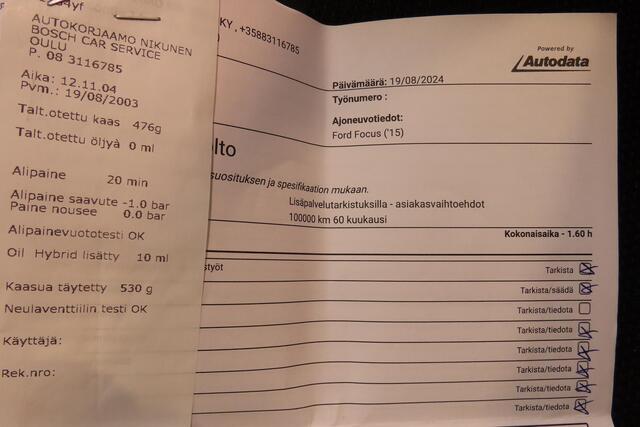 4yf
AUTOKORJAAMO NIKUNEN
BOSCH CAR SERVICE
OULU
P. 08 3116785
Aika: 12.11.04
Pvm.: 19/08/2003
Talt.otettu kaas 476g
Talt.otettu öljyä 0 ml
Alipaine 20 min
Alipaine saavute -1.0 bar
Paine nousee 0.0 bar
Alipainevuototesti OK
Oil Hybrid lisätty 10 ml
Kaasua täytetty 530 g
Neulaventtiilin testi OK
Käyttäjä:
Rek.nro:
KY, +35883116785
Powered by
Autodata
Päivämäärä: 19/08/2024
Työnumero :
Ajoneuvotiedot:
Ford Focus ('15)
lto
suosituksen ja spesifikaation mukaan.
Lisäpalvelutarkistuksilla - asiakasvaihtoehdot
100000 km 60 kuukausi
Kokonaisaika - 1.60 h
styöt
Tarkista
Tarkista/säädä
Tarkista/tiedota
Tarkista/tiedota
Tarkista/tiedota
Tarkista/tiedota
Tarkista/tiedota
Tarkista/tiedota